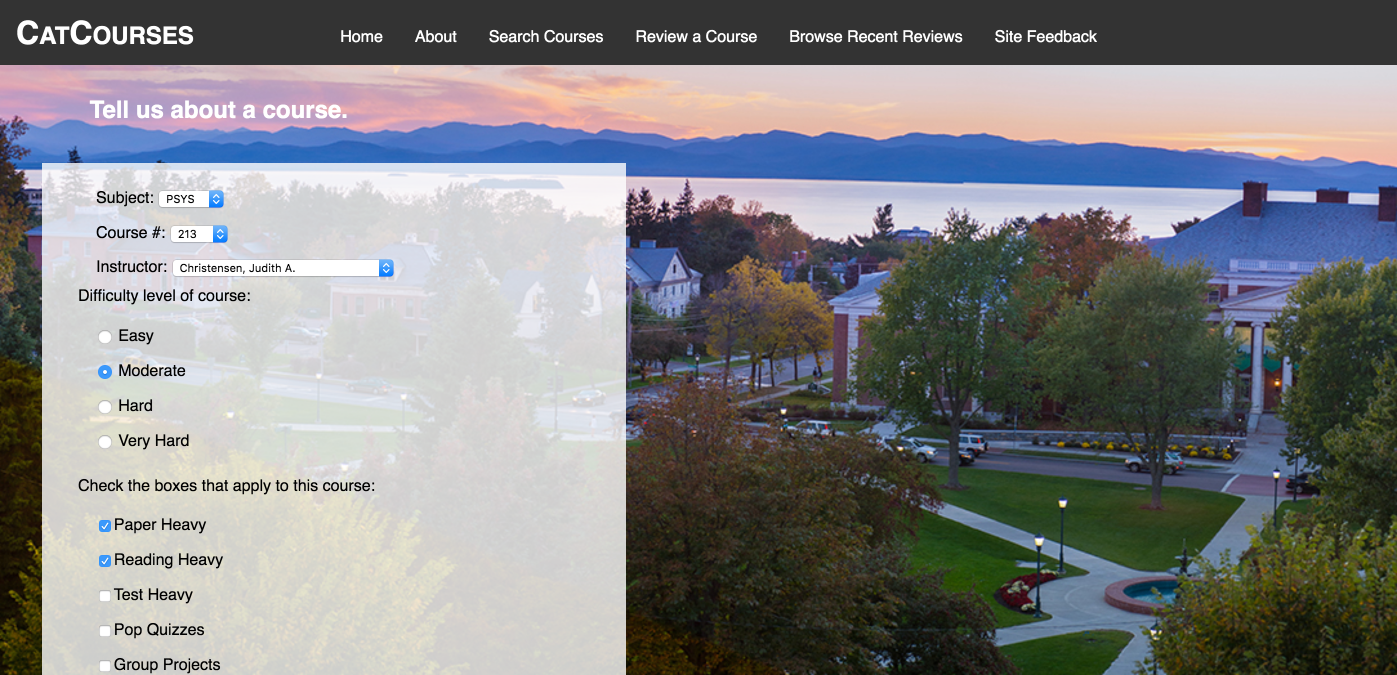 CATCOURSES
Home About Search Courses Review a Course Browse Recent Reviews Site Feedback
Tell us about a course.
Subject: PSYS
Course #: 213
Instructor: Christensen, Judith A.
Difficulty level of course:
Easy
Moderate
Hard
Very Hard
Check the boxes that apply to this course:
Paper Heavy
Reading Heavy
Test Heavy
Pop Quizzes
Group Projects